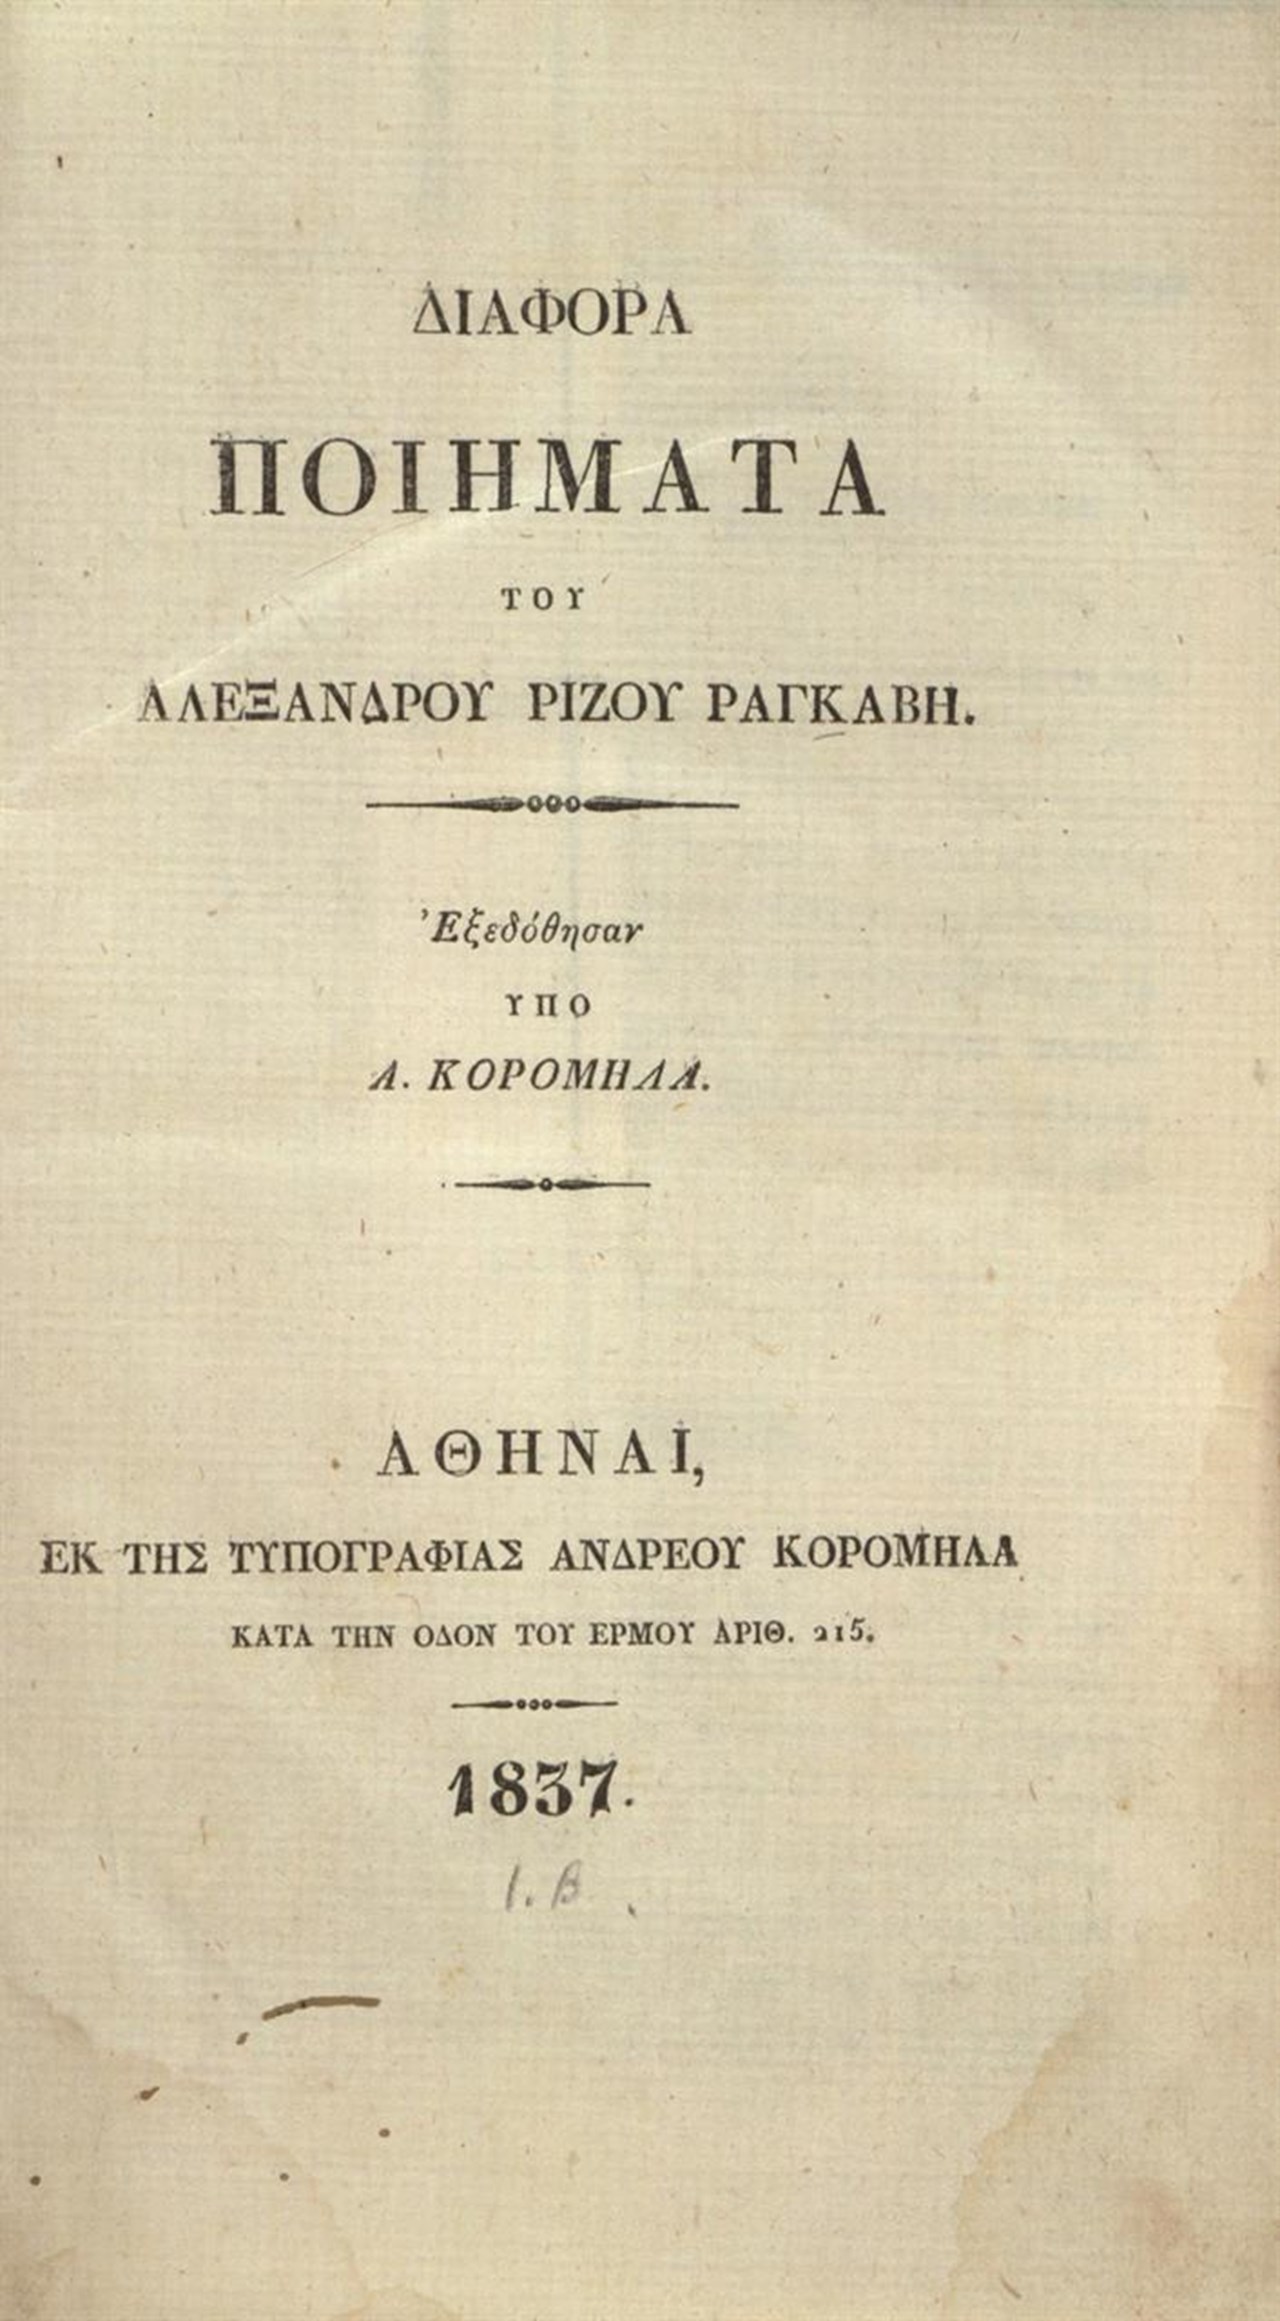 ΔΙΑΦΟΡΑ
ΠΟΙΗΜΑΤΑ
ΤΟΥ
ΑΛΕΞΑΝΔΡΟΥ ΡΙΖΟΥ ΡΑΓΚΑΒΗ.
Ἐξεδόθησαν
ΥΠΟ
Α. ΚΟΡΟΜΗΛΑ.
ΑΘΗΝΑΙ,
ΕΚ ΤΗΣ ΤΥΠΟΓΡΑΦΙΑΣ ΑΝΔΡΕΟΥ ΚΟΡΟΜΗΛΑ
ΚΑΤΑ ΤΗΝ ΟΔΟΝ ΤΟΥ ΕΡΜΟΥ ΑΡΙΘ. 215.
1837.
1. B